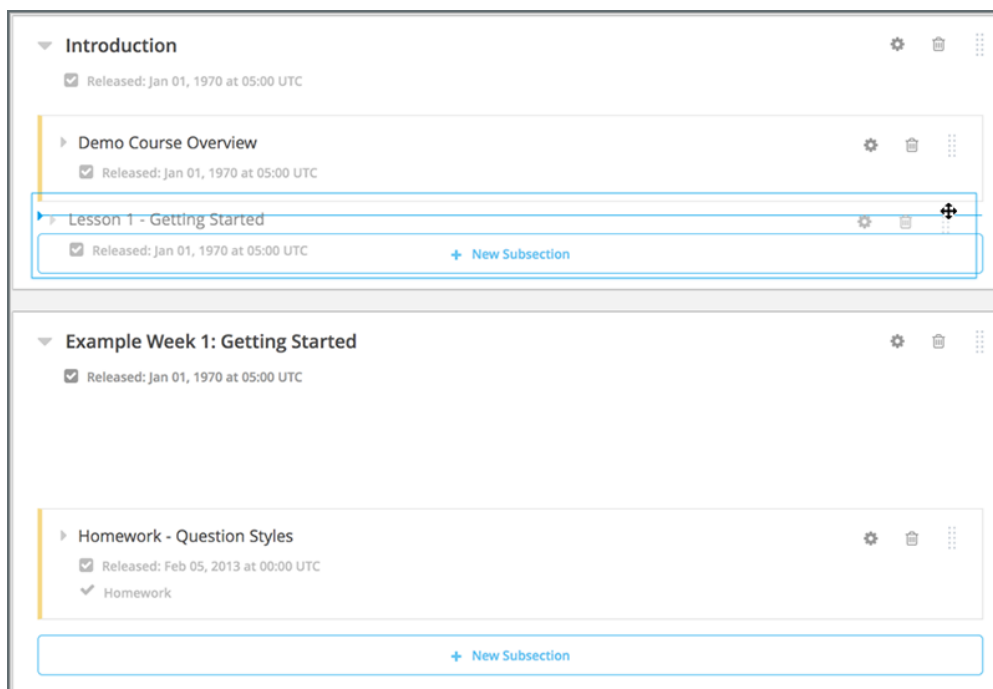 Introduction
Released: Jan 01, 1970 at 05:00 UTC
Demo Course Overview
Released: Jan 01, 1970 at 05:00 UTC
Lesson 1 - Getting Started
Released: Jan 01, 1970 at 05:00 UTC
+ New Subsection
Example Week 1: Getting Started
Released: Jan 01, 1970 at 05:00 UTC
Homework - Question Styles
Released: Feb 05, 2013 at 00:00 UTC
Homework
+ New Subsection